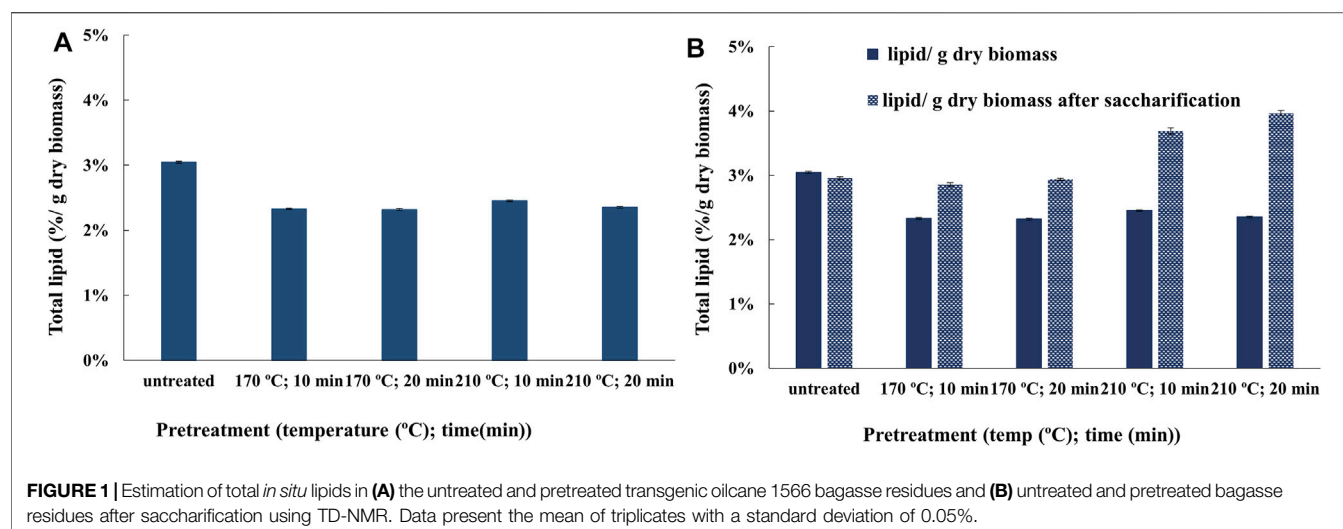 A
5%
4%
3%
2%
1%
0%
Total lipid (%/ g dry biomass)
untreated 170 ºC; 10 min 170 ºC; 20 min 210 ºC; 10 min 210 ºC; 20 min
Pretreatment (temperature (ºC); time(min))
B
5%
4%
3%
2%
1%
0%
Total lipid (%/g dry biomass)
lipid/ g dry biomass
lipid/ g dry biomass after saccharification
untreated 170 ºC; 10 min 170 ºC; 20 min 210 ºC; 10 min 210 ºC; 20 min
Pretreatment (temp (ºC); time (min))
FIGURE 1 | Estimation of total in situ lipids in (A) the untreated and pretreated transgenic oilcane 1566 bagasse residues and (B) untreated and pretreated bagasse
residues after saccharification using TD-NMR. Data present the mean of triplicates with a standard deviation of 0.05%.